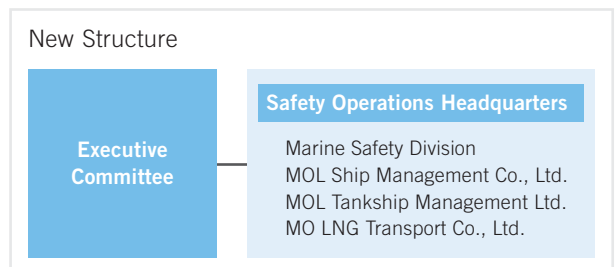 New Structure
Executive
Committee
Safety Operations Headquarters
Marine Safety Division
MOL Ship Management Co., Ltd.
MOL Tankship Management Ltd.
MO LNG Transport Co., Ltd.